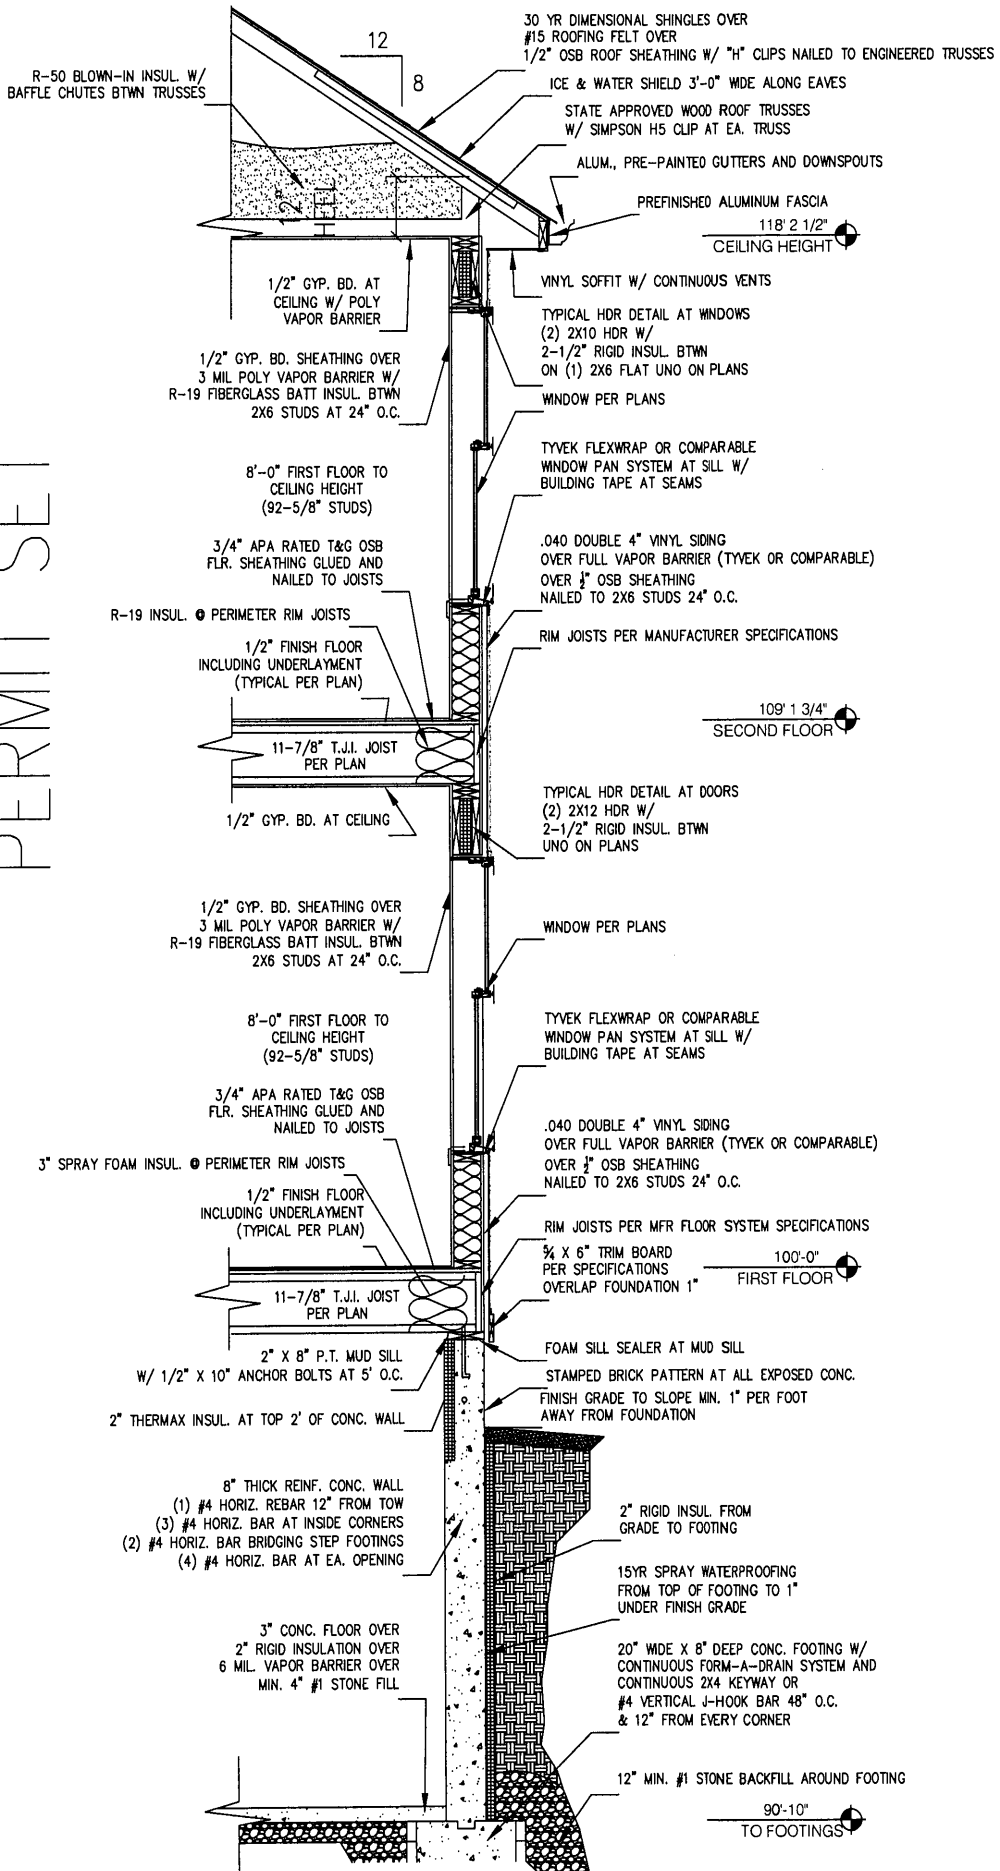 30 YR DIMENSIONAL SHINGLES OVER
#15 ROOFING FELT OVER
1/2" OSB ROOF SHEATHING W/ "H" CLIPS NAILED TO ENGINEERED TRUSSES
12
8
R-50 BLOWN-IN INSUL. W/
BAFFLE CHUTES BTWN TRUSSES
ICE & WATER SHIELD 3'-0" WIDE ALONG EAVES
STATE APPROVED WOOD ROOF TRUSSES
W/ SIMPSON H5 CLIP AT EA. TRUSS
ALUM., PRE-PAINTED GUTTERS AND DOWNSPOUTS
12"
HEEL
PREFINISHED ALUMINUM FASCIA
118' 2 1/2"
CEILING HEIGHT
1/2" GYP. BD. AT
CEILING W/ POLY
VAPOR BARRIER
VINYL SOFFIT W/ CONTINUOUS VENTS
TYPICAL HDR DETAIL AT WINDOWS
(2) 2X10 HDR W/
2-1/2" RIGID INSUL. BTWN
ON (1) 2X6 FLAT UNO ON PLANS
1/2" GYP. BD. SHEATHING OVER
3 MIL POLY VAPOR BARRIER W/
R-19 FIBERGLASS BATT INSUL. BTWN
2X6 STUDS AT 24" O.C.
WINDOW PER PLANS
TYVEK FLEXWRAP OR COMPARABLE
WINDOW PAN SYSTEM AT SILL W/
BUILDING TAPE AT SEAMS
8'-0" FIRST FLOOR TO
CEILING HEIGHT
(92-5/8" STUDS)
PERMIT SET
3/4" APA RATED T&G OSB
FLR. SHEATHING GLUED AND
NAILED TO JOISTS
.040 DOUBLE 4" VINYL SIDING
OVER FULL VAPOR BARRIER (TYVEK OR COMPARABLE)
OVER ½" OSB SHEATHING
NAILED TO 2X6 STUDS 24" O.C.
R-19 INSUL. @ PERIMETER RIM JOISTS
RIM JOISTS PER MANUFACTURER SPECIFICATIONS
1/2" FINISH FLOOR
INCLUDING UNDERLAYMENT
(TYPICAL PER PLAN)
109' 1 3/4"
SECOND FLOOR
11-7/8" T.J.I. JOIST
PER PLAN
1/2" GYP. BD. AT CEILING
TYPICAL HDR DETAIL AT DOORS
(2) 2X12 HDR W/
2-1/2" RIGID INSUL. BTWN
UNO ON PLANS
1/2" GYP. BD. SHEATHING OVER
3 MIL POLY VAPOR BARRIER W/
R-19 FIBERGLASS BATT INSUL. BTWN
2X6 STUDS AT 24" O.C.
WINDOW PER PLANS
8'-0" FIRST FLOOR TO
CEILING HEIGHT
(92-5/8" STUDS)
TYVEK FLEXWRAP OR COMPARABLE
WINDOW PAN SYSTEM AT SILL W/
BUILDING TAPE AT SEAMS
3/4" APA RATED T&G OSB
FLR. SHEATHING GLUED AND
NAILED TO JOISTS
.040 DOUBLE 4" VINYL SIDING
OVER FULL VAPOR BARRIER (TYVEK OR COMPARABLE)
OVER ½" OSB SHEATHING
NAILED TO 2X6 STUDS 24" O.C.
3" SPRAY FOAM INSUL. @ PERIMETER RIM JOISTS
1/2" FINISH FLOOR
INCLUDING UNDERLAYMENT
(TYPICAL PER PLAN)
RIM JOISTS PER MFR FLOOR SYSTEM SPECIFICATIONS
5/4 X 6" TRIM BOARD
PER SPECIFICATIONS
OVERLAP FOUNDATION 1"
100'-0"
FIRST FLOOR
11-7/8" T.J.I. JOIST
PER PLAN
FOAM SILL SEALER AT MUD SILL
2" X 8" P.T. MUD SILL
W/ 1/2" X 10" ANCHOR BOLTS AT 5' O.C.
STAMPED BRICK PATTERN AT ALL EXPOSED CONC.
FINISH GRADE TO SLOPE MIN. 1" PER FOOT
AWAY FROM FOUNDATION
2" THERMAX INSUL. AT TOP 2' OF CONC. WALL
8" THICK REINF. CONC. WALL
(1) #4 HORIZ. REBAR 12" FROM TOW
(3) #4 HORIZ. BAR AT INSIDE CORNERS
(2) #4 HORIZ. BAR BRIDGING STEP FOOTINGS
(4) #4 HORIZ. BAR AT EA. OPENING
2" RIGID INSUL. FROM
GRADE TO FOOTING
15YR SPRAY WATERPROOFING
FROM TOP OF FOOTING TO 1"
UNDER FINISH GRADE
3" CONC. FLOOR OVER
2" RIGID INSULATION OVER
6 MIL. VAPOR BARRIER OVER
MIN. 4" #1 STONE FILL
20" WIDE X 8" DEEP CONC. FOOTING W/
CONTINUOUS FORM-A-DRAIN SYSTEM AND
CONTINUOUS 2X4 KEYWAY OR
#4 VERTICAL J-HOOK BAR 48" O.C.
& 12" FROM EVERY CORNER
12" MIN. #1 STONE BACKFILL AROUND FOOTING
90'-10"
TO FOOTINGS